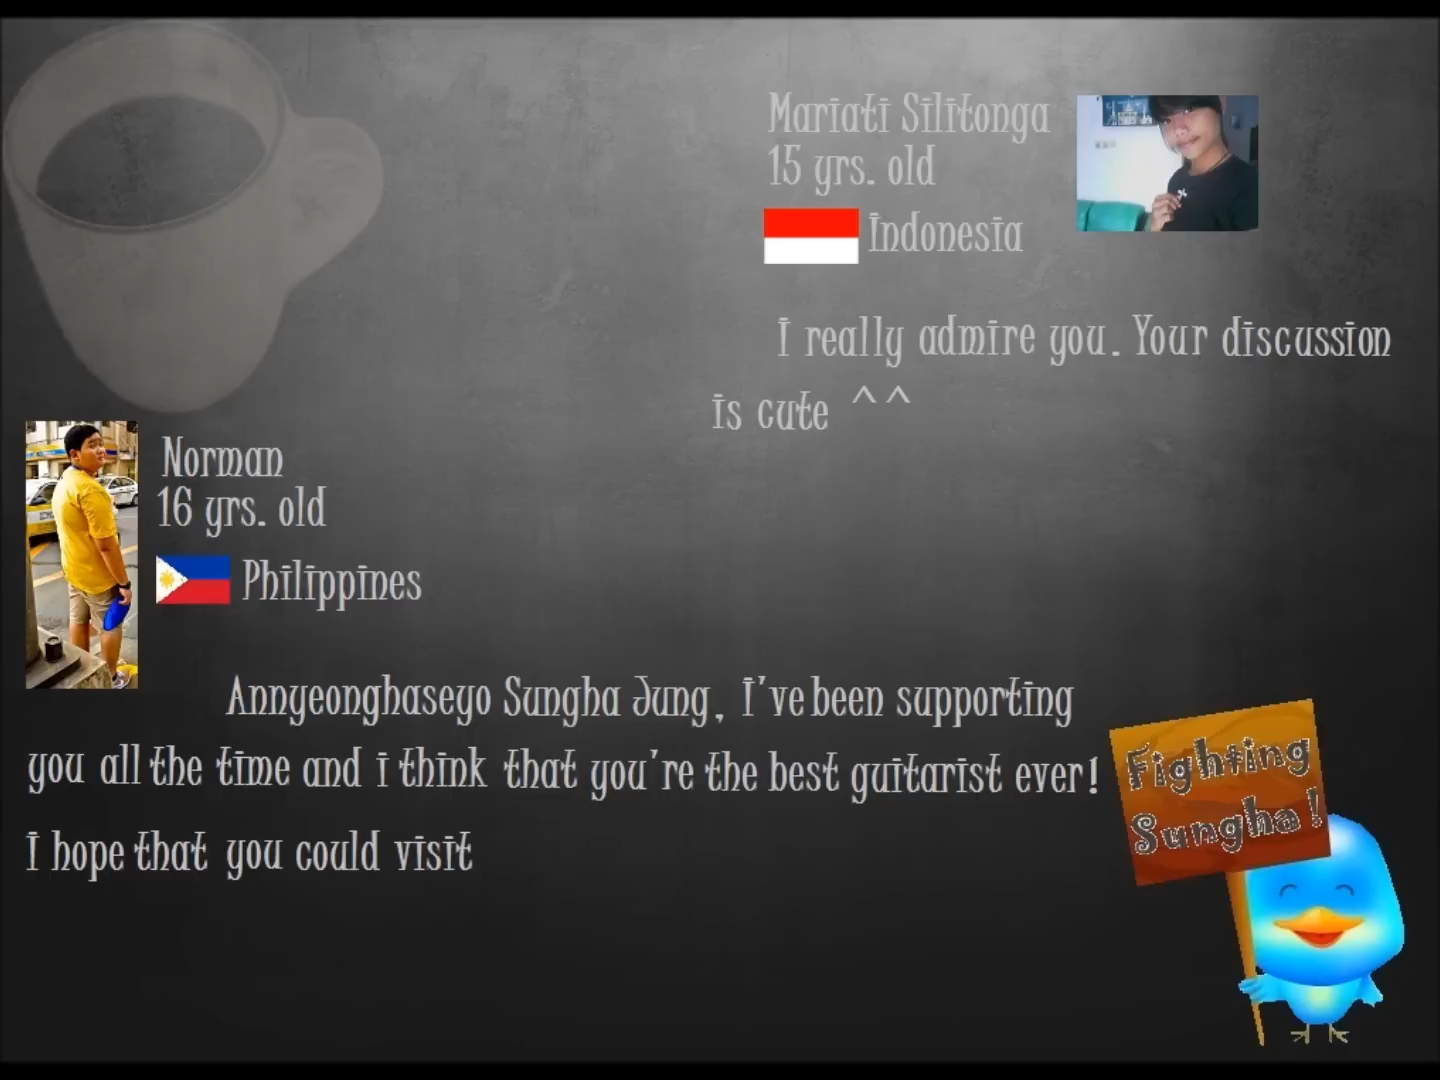 Mariati Silitonga
15 yrs. old
Indonesia
I really admire you. Your discussion
is cute ^^
Norman
16 yrs. old
Philippines
Annyeonghaseyo Sungha Jung, I've been supporting
you all the time and i think that you're the best guitarist ever!
I hope that you could visit
Fighting
Sungha!